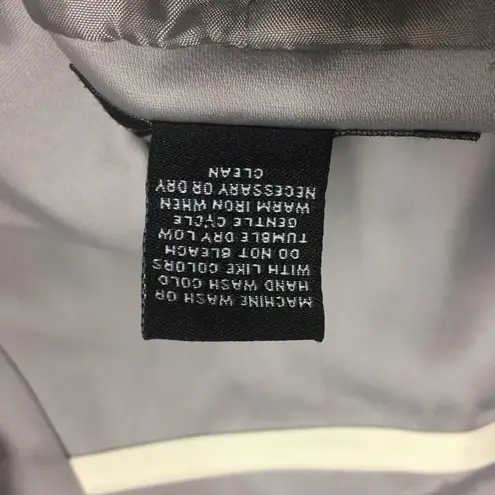 MACHINE WASH OR
HAND WASH COLD
WITH LIKE COLORS
DO NOT BLEACH
TUMBLE DRY LOW
GENTLE CYCLE
WARM IRON WHEN
NECESSARY OR DRY
CLEAN